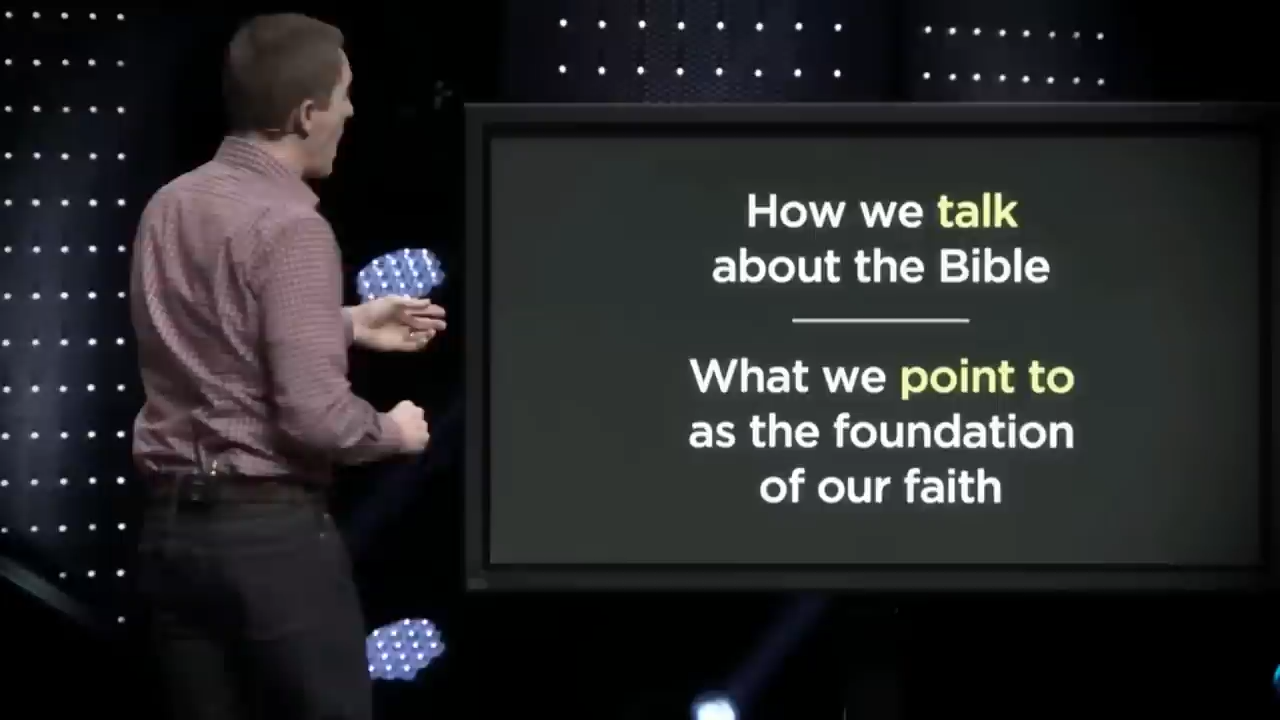 How we talk
about the Bible
What we point to
as the foundation
of our faith